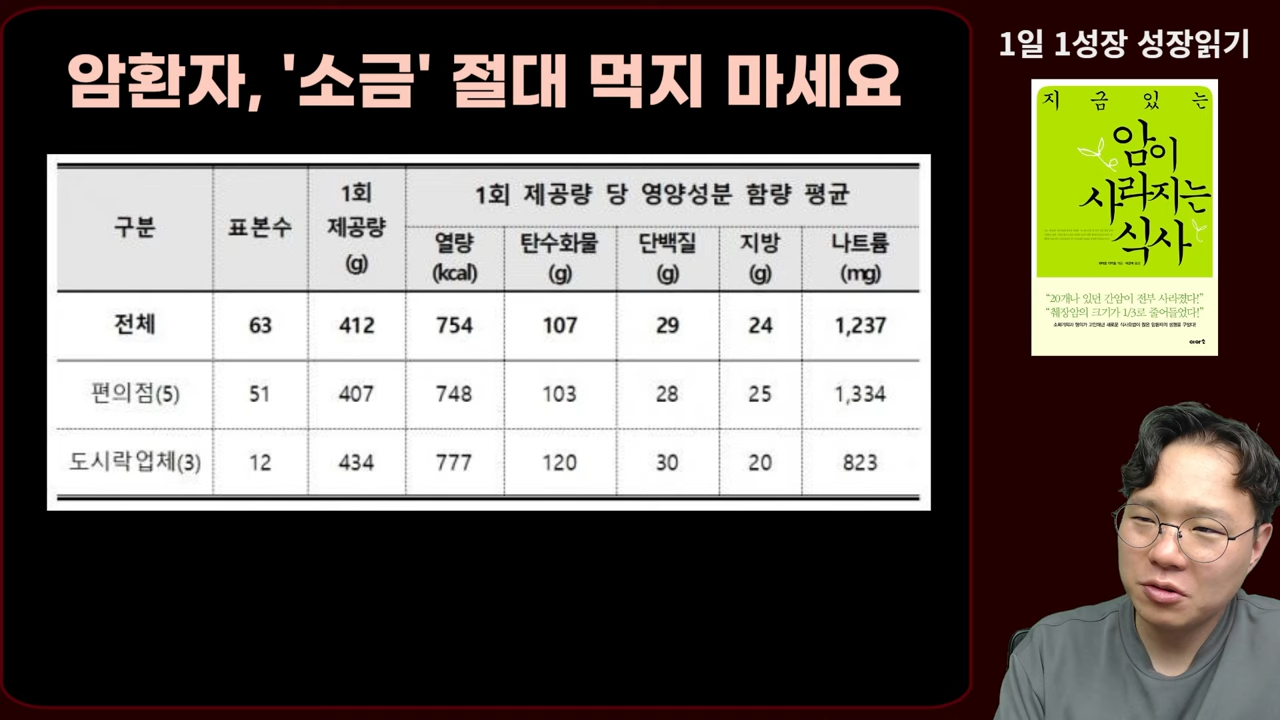 암환자, '소금' 절대 먹지 마세요
구분 표본수 1회 제공량 (g) 1회 제공량 당 영양성분 함량 평균
열량 (kcal) 탄수화물 (g) 단백질 (g) 지방 (g) 나트륨 (mg)
전체 63 412 754 107 29 24 1,237
편의점(5) 51 407 748 103 28 25 1,334
도시락업체(3) 12 434 777 120 30 20 823
1일 1성장 성장읽기
지금있는
암이
사라지는
식사
“20개나 있던 간암이 전부 사라졌다!”
“췌장암의 크기가 1/3로 줄어들었다!”